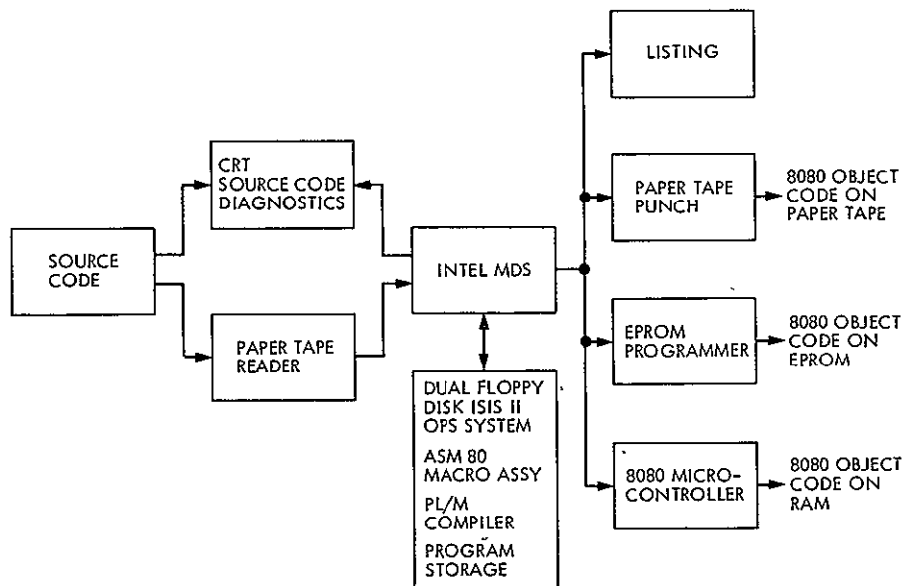 LISTING
CRT
SOURCE CODE
DIAGNOSTICS
PAPER TAPE
PUNCH
8080 OBJECT
CODE ON
PAPER TAPE
SOURCE
CODE
INTEL MDS
PAPER TAPE
READER
EPROM
PROGRAMMER
8080 OBJECT
CODE ON
EPROM
DUAL FLOPPY
DISK ISIS II
OPS SYSTEM
ASM 80
MACRO ASSY
PL/M
COMPILER
PROGRAM
STORAGE
8080 MICRO-
CONTROLLER
8080 OBJECT
CODE ON
RAM